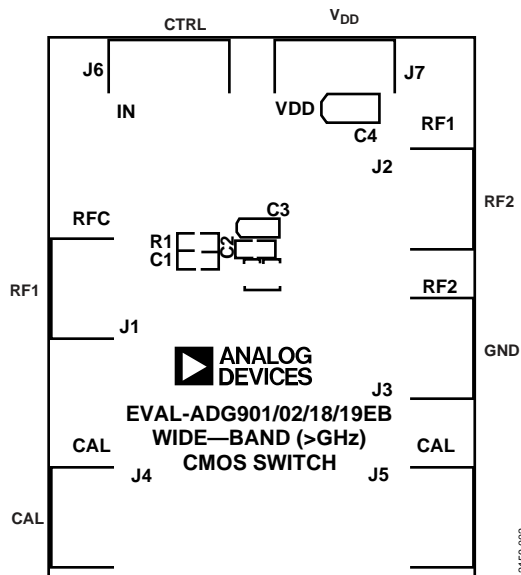 CTRL
VDD
J6
J7
IN
VDD
C4
RF1
J2
RF2
C3
RFC
R1
C2
C1
RF2
RF1
J1
GND
ANALOG
DEVICES
J3
EVAL-ADG901/02/18/19EB
WIDE—BAND (>GHz)
CMOS SWITCH
CAL
CAL
J4
J5
CAL